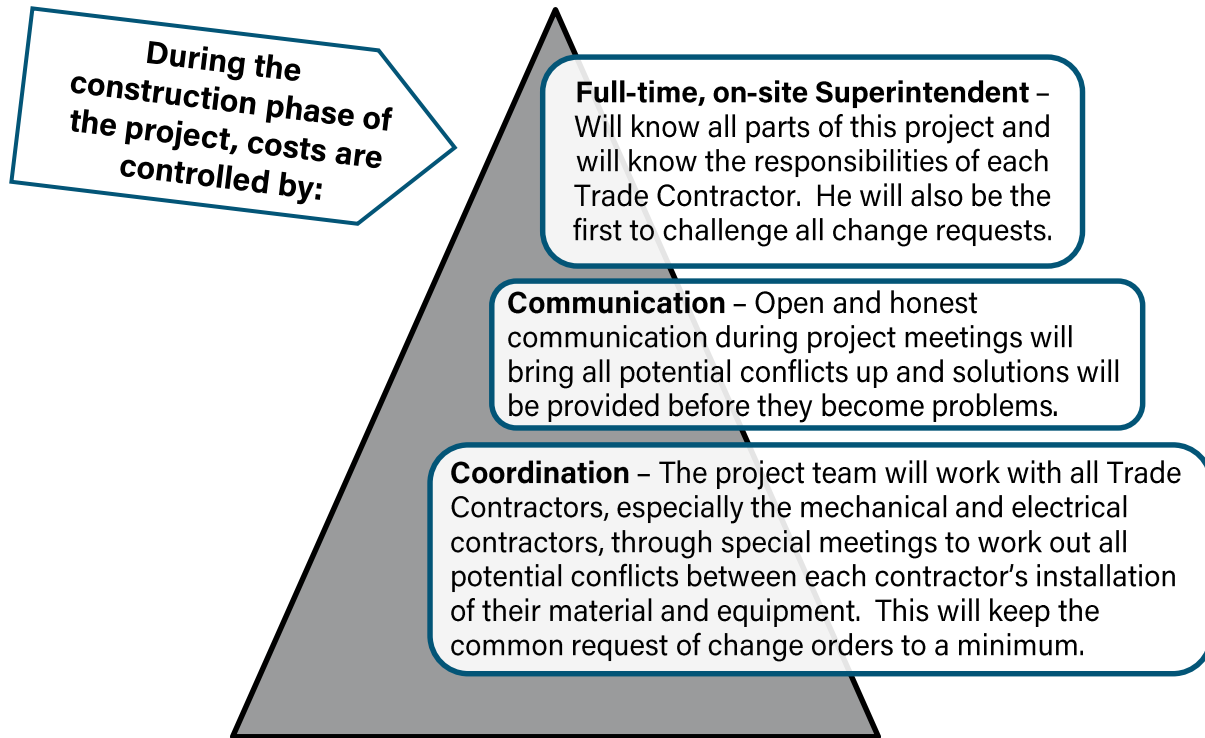 During the
construction phase of
the project, costs are
controlled by:
Full-time, on-site Superintendent –
Will know all parts of this project and
will know the responsibilities of each
Trade Contractor.  He will also be the
first to challenge all change requests.
Communication – Open and honest
communication during project meetings will
bring all potential conflicts up and solutions will
be provided before they become problems.
Coordination – The project team will work with all Trade
Contractors, especially the mechanical and electrical
contractors, through special meetings to work out all
potential conflicts between each contractor’s installation
of their material and equipment.  This will keep the
common request of change orders to a minimum.